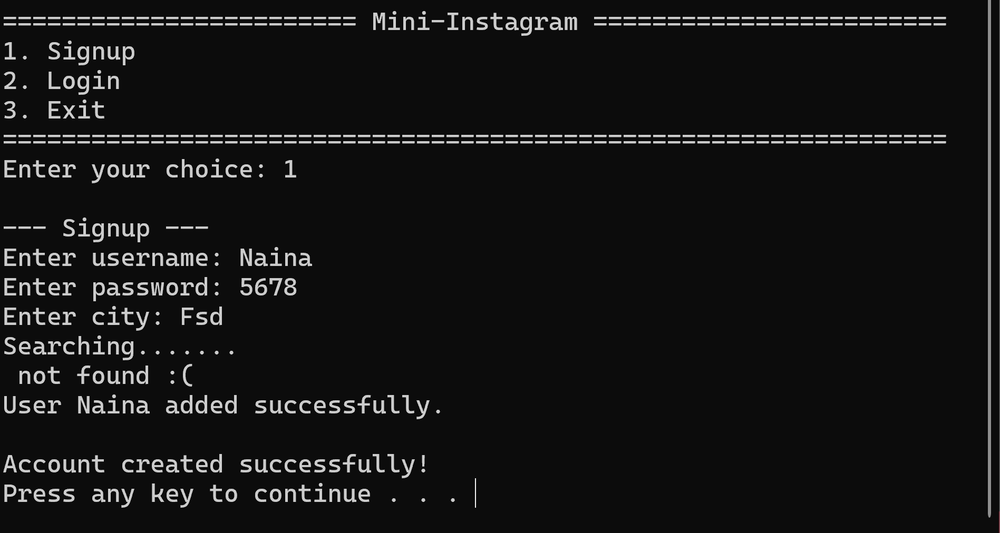 ======================== Mini-Instagram ========================
1. Signup
2. Login
3. Exit
================================================================
Enter your choice: 1
--- Signup ---
Enter username: Naina
Enter password: 5678
Enter city: Fsd
Searching.......
 not found :(
User Naina added successfully.
Account created successfully!
Press any key to continue . . .